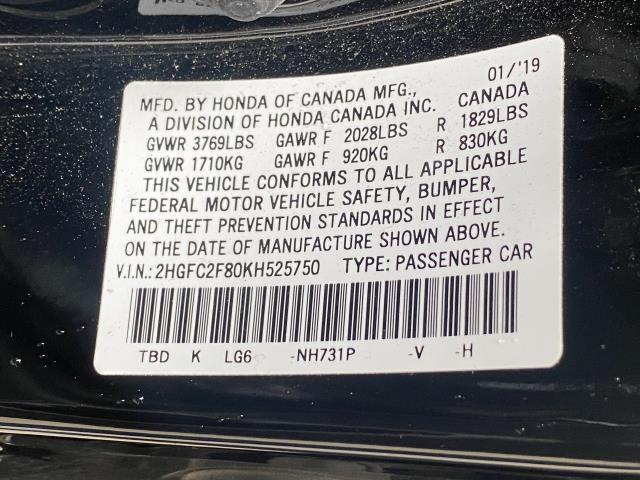 01/'19
MFD. BY HONDA OF CANADA MFG., CANADA
A DIVISION OF HONDA CANADA INC.
GVWR 3769LBS GAWR F 2028LBS R 1829LBS
GVWR 1710KG GAWR F 920KG R 830KG
THIS VEHICLE CONFORMS TO ALL APPLICABLE
FEDERAL MOTOR VEHICLE SAFETY, BUMPER,
AND THEFT PREVENTION STANDARDS IN EFFECT
ON THE DATE OF MANUFACTURE SHOWN ABOVE.
V.I.N.: 2HGFC2F80KH525750 TYPE: PASSENGER CAR
TBD K LG6 -NH731P -V -H